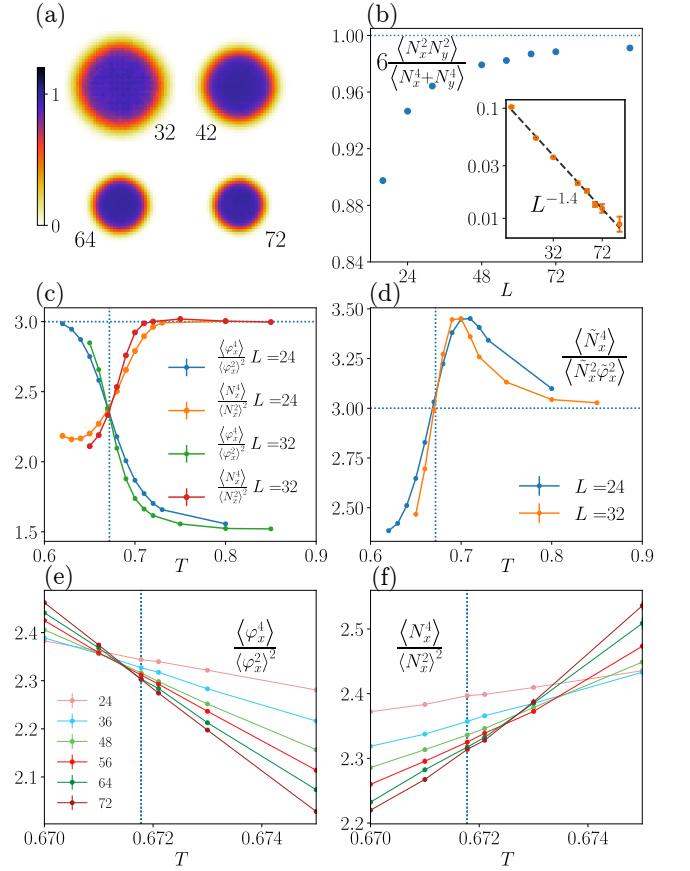 (a)
1
0
32
42
64
72
(b)
6 ⟨N_x^2 N_y^2⟩ / ⟨N_x^4+N_y^4⟩
1.00
0.96
0.92
0.88
0.84
24 48 72
L
0.1
0.03
0.01
L^{−1.4}
32 72
(c)
3.0
2.5
2.0
1.5
⟨φ_x^4⟩ / ⟨φ_x^2⟩^2 L =24
⟨N_x^4⟩ / ⟨N_x^2⟩^2 L =24
⟨φ_x^4⟩ / ⟨φ_x^2⟩^2 L =32
⟨N_x^4⟩ / ⟨N_x^2⟩^2 L =32
0.6 0.7 0.8 0.9
T
(d)
3.50
3.25
3.00
2.75
2.50
⟨Ñ_x^4⟩ / ⟨Ñ_x^2 φ̃_x^2⟩
L =24
L =32
0.6 0.7 0.8 0.9
T
(e)
2.4
2.3
2.2
2.1
⟨φ_x^4⟩ / ⟨φ_x^2⟩^2
24
36
48
56
64
72
0.670 0.672 0.674
T
(f)
2.5
2.4
2.3
2.2
⟨N_x^4⟩ / ⟨N_x^2⟩^2
0.670 0.672 0.674
T